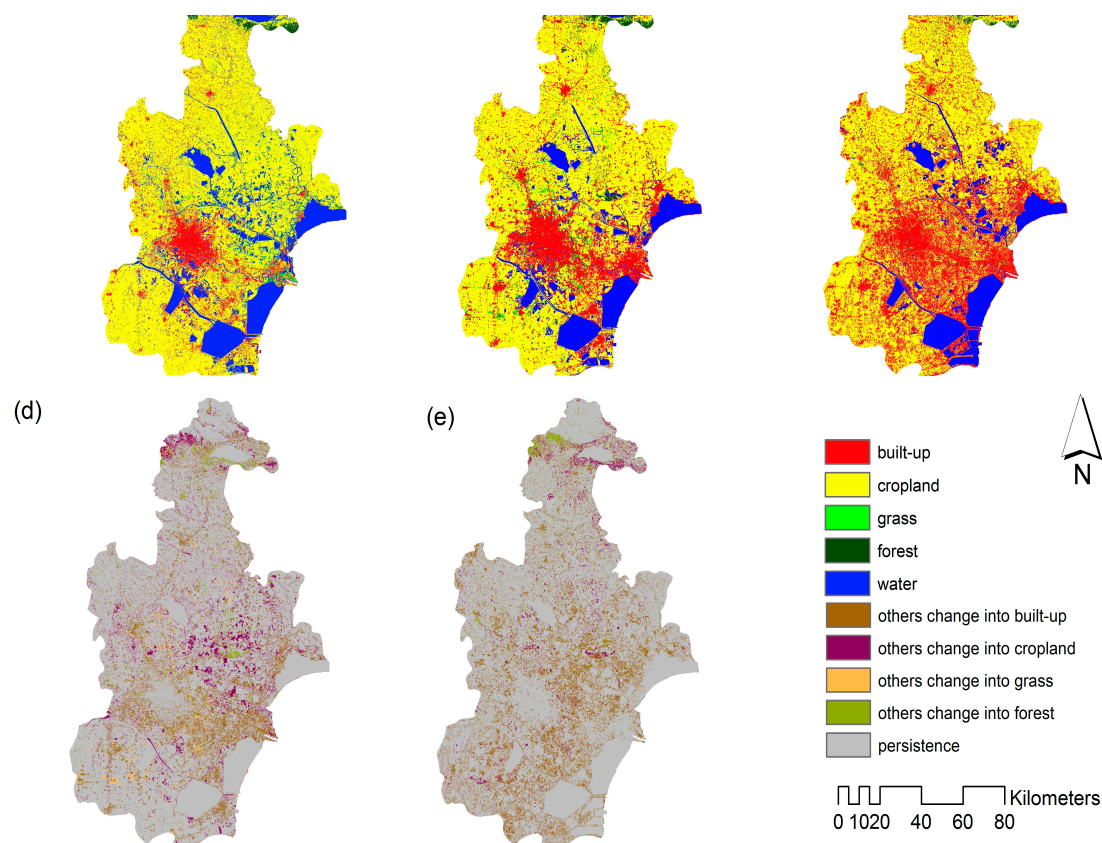 (d)
(e)
N
built-up
cropland
grass
forest
water
others change into built-up
others change into cropland
others change into grass
others change into forest
persistence
Kilometers
0 1020 40 60 80